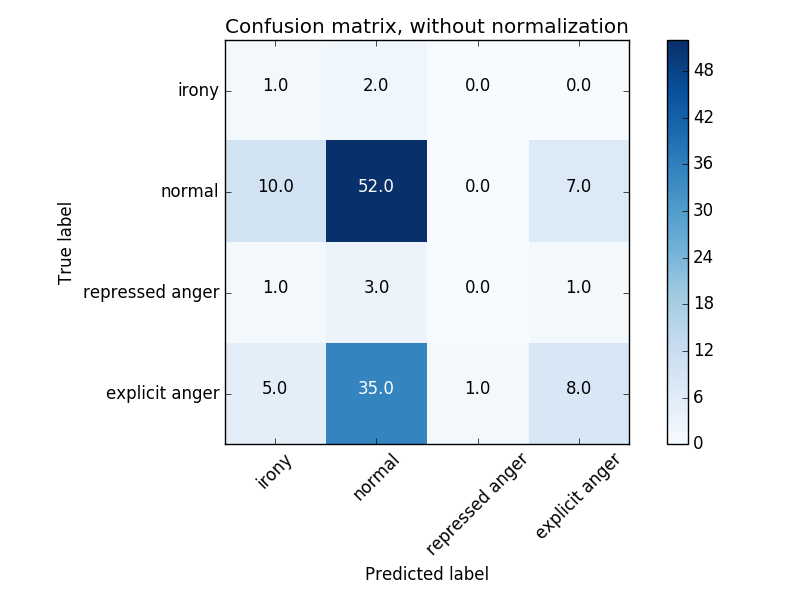 Confusion matrix, without normalization
True label
irony 1.0 2.0 0.0 0.0
normal 10.0 52.0 0.0 7.0
repressed anger 1.0 3.0 0.0 1.0
explicit anger 5.0 35.0 1.0 8.0
irony normal repressed anger explicit anger
Predicted label
48
42
36
30
24
18
12
6
0